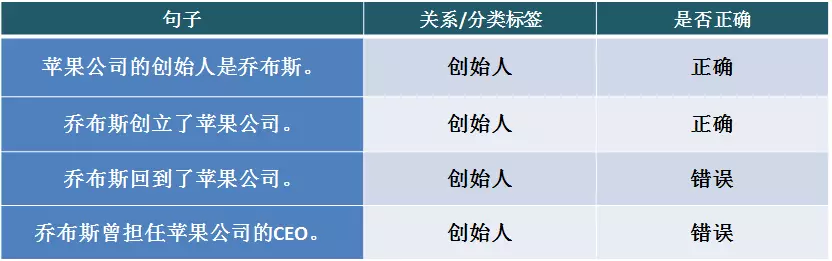 句子 关系/分类标签 是否正确
苹果公司的创始人是乔布斯。 创始人 正确
乔布斯创立了苹果公司。 创始人 正确
乔布斯回到了苹果公司。 创始人 错误
乔布斯曾担任苹果公司的CEO。 创始人 错误